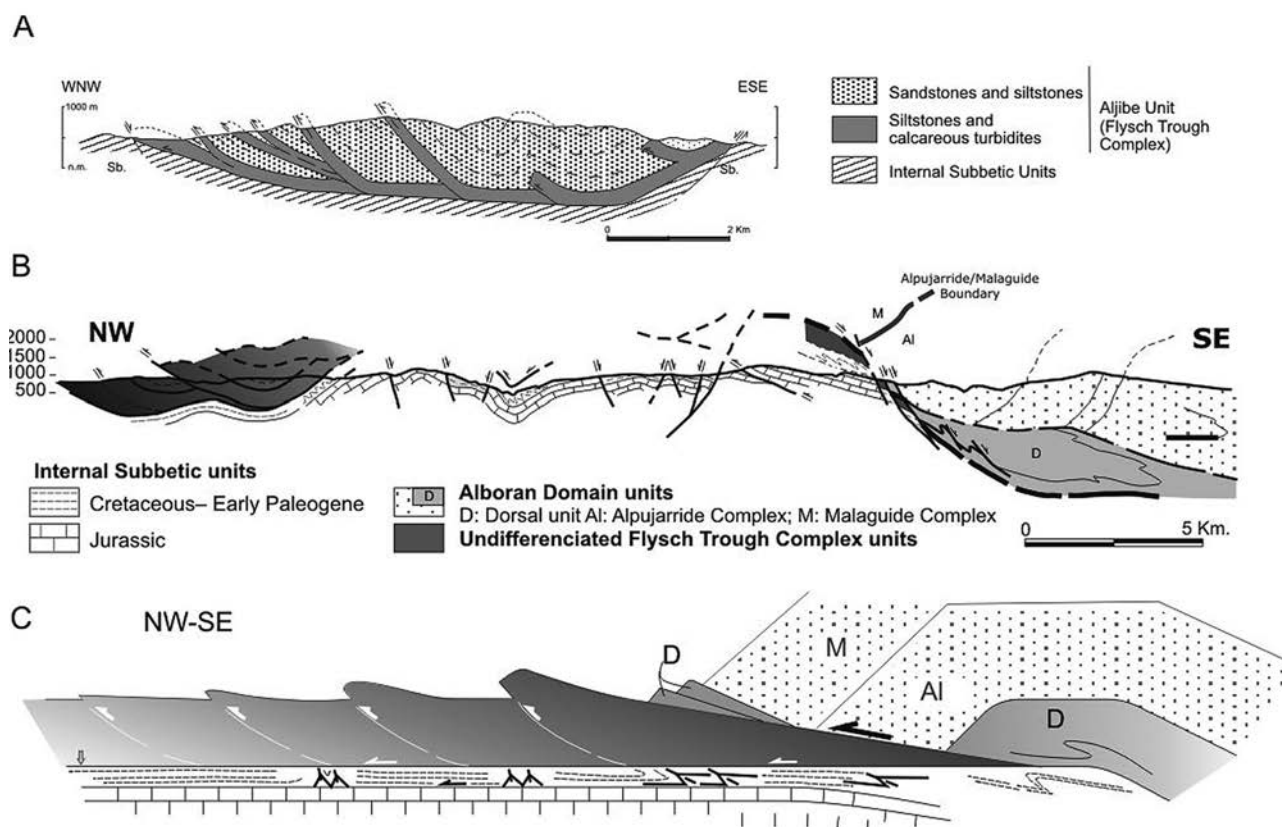 A
WNW
ESE
1000 m
n.m.
Sb.
Sb.
0
2 Km
Sandstones and siltstones
Siltstones and
calcareous turbidites
Internal Subbetic Units
Aljibe Unit
(Flysch Trough
Complex)
B
NW
SE
2000
1500
1000
500
Alpujarride/Malaguide
Boundary
M
Al
D
Internal Subbetic units
Cretaceous– Early Paleogene
Jurassic
D
Alboran Domain units
D: Dorsal unit Al: Alpujarride Complex; M: Malaguide Complex
Undifferenciated Flysch Trough Complex units
0
5 Km.
C
NW-SE
D
M
Al
D